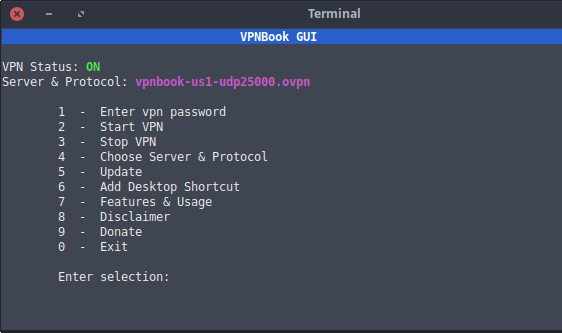 Terminal
VPNBook GUI
VPN Status: ON
Server & Protocol: vpnbook-us1-udp25000.ovpn
1 - Enter vpn password
2 - Start VPN
3 - Stop VPN
4 - Choose Server & Protocol
5 - Update
6 - Add Desktop Shortcut
7 - Features & Usage
8 - Disclaimer
9 - Donate
0 - Exit
Enter selection: